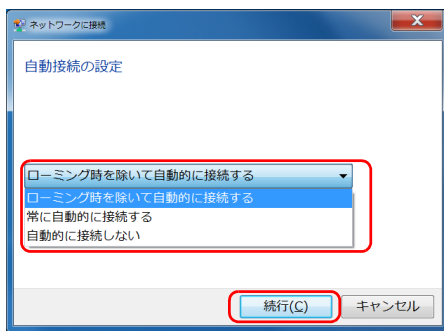 ネットワークに接続
自動接続の設定
ローミング時を除いて自動的に接続する
ローミング時を除いて自動的に接続する
常に自動的に接続する
自動的に接続しない
続行(C) キャンセル